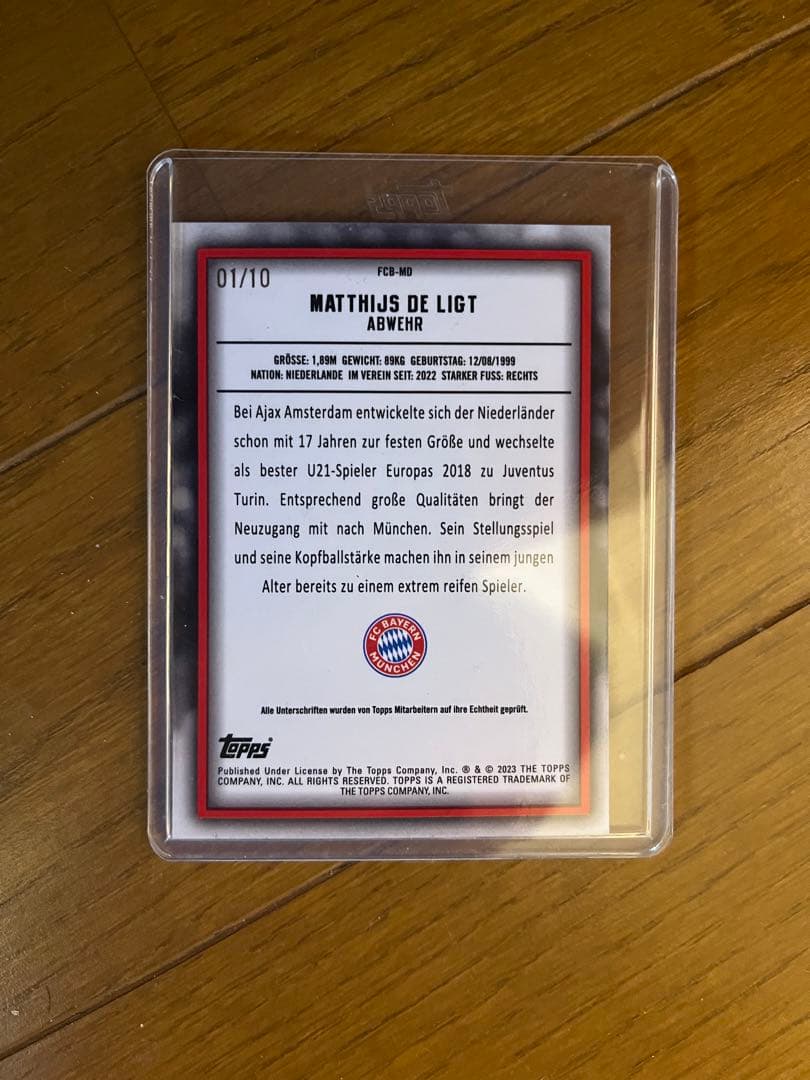 topps
01/10
FCB-MD
MATTHIJS DE LIGT
ABWEHR
GRÖSSE: 1,89M GEWICHT: 89KG GEBURTSTAG: 12/08/1999
NATION: NIEDERLANDE IM VEREIN SEIT: 2022 STARKER FUSS: RECHTS
Bei Ajax Amsterdam entwickelte sich der Niederländer
schon mit 17 Jahren zur festen Größe und wechselte
als bester U21-Spieler Europas 2018 zu Juventus
Turin. Entsprechend große Qualitäten bringt der
Neuzugang mit nach München. Sein Stellungsspiel
und seine Kopfballstärke machen ihn in seinem jungen
Alter bereits zu einem extrem reifen Spieler.
FC BAYERN
MÜNCHEN
Alle Unterschriften wurden von Topps Mitarbeitern auf ihre Echtheit geprüft.
topps®
Published Under License by The Topps Company, Inc. ® & © 2023 THE TOPPS
COMPANY, INC. ALL RIGHTS RESERVED. TOPPS IS A REGISTERED TRADEMARK OF
THE TOPPS COMPANY, INC.